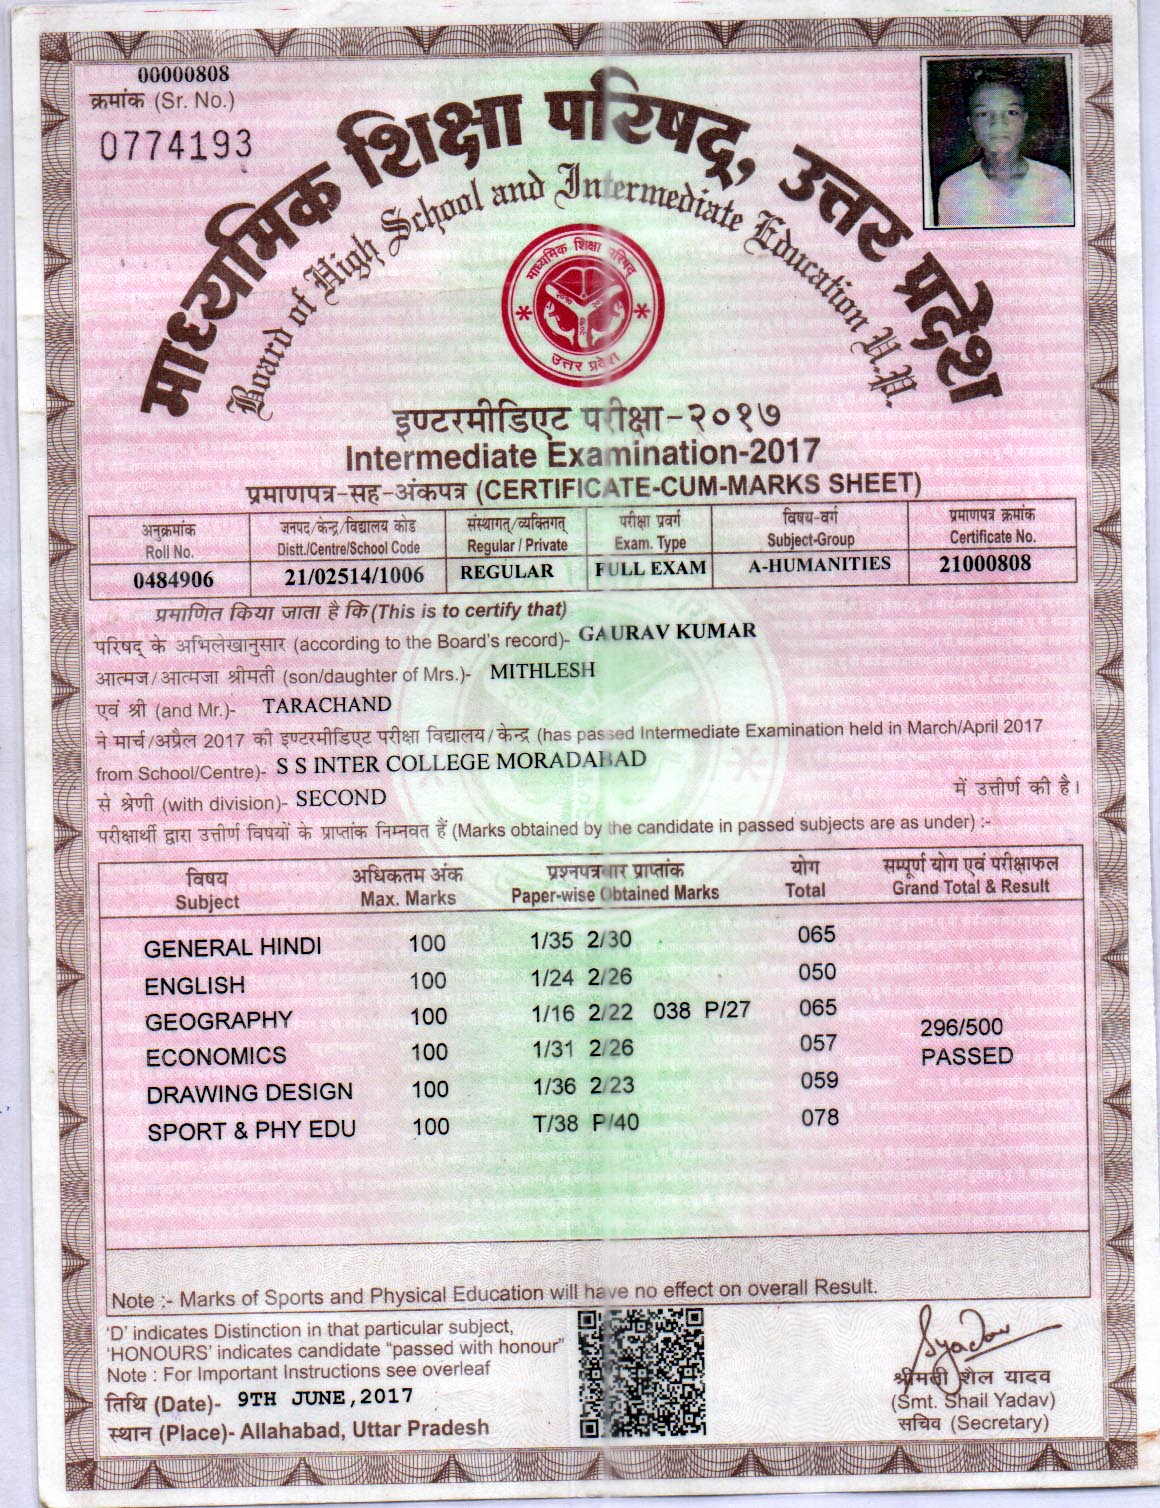 00000808
क्रमांक (Sr. No.)
0774193
माध्यमिक शिक्षा परिषद्, उत्तर प्रदेश
Board of High School and Intermediate Education U.P.
माध्यमिक शिक्षा परिषद
उत्तर प्रदेश
इण्टरमीडिएट परीक्षा-२०१७
Intermediate Examination-2017
प्रमाणपत्र-सह-अंकपत्र (CERTIFICATE-CUM-MARKS SHEET)
अनुक्रमांक जनपद/केन्द्र/विद्यालय कोड संस्थागत्/व्यक्तिगत् परीक्षा प्रवर्ग विषय-वर्ग प्रमाणपत्र क्रमांक
Roll No. Distt./Centre/School Code Regular / Private Exam. Type Subject-Group Certificate No.
0484906 21/02514/1006 REGULAR FULL EXAM A-HUMANITIES 21000808
प्रमाणित किया जाता है कि (This is to certify that)
परिषद् के अभिलेखानुसार (according to the Board's record)- GAURAV KUMAR
आत्मज/आत्मजा श्रीमती (son/daughter of Mrs.)- MITHLESH
एवं श्री (and Mr.)- TARACHAND
ने मार्च/अप्रैल 2017 की इण्टरमीडिएट परीक्षा विद्यालय/केन्द्र (has passed Intermediate Examination held in March/April 2017
from School/Centre)- S S INTER COLLEGE MORADABAD
से श्रेणी (with division)- SECOND में उत्तीर्ण की है।
परीक्षार्थी द्वारा उत्तीर्ण विषयों के प्राप्तांक निम्नवत हैं (Marks obtained by the candidate in passed subjects are as under) :-
विषय अधिकतम अंक प्रश्नपत्रवार प्राप्तांक योग सम्पूर्ण योग एवं परीक्षाफल
Subject Max. Marks Paper-wise Obtained Marks Total Grand Total & Result
GENERAL HINDI 100 1/35 2/30 065
ENGLISH 100 1/24 2/26 050
GEOGRAPHY 100 1/16 2/22 038 P/27 065
296/500
ECONOMICS 100 1/31 2/26 057 PASSED
DRAWING DESIGN 100 1/36 2/23 059
SPORT & PHY EDU 100 T/38 P/40 078
Note :- Marks of Sports and Physical Education will have no effect on overall Result.
'D' indicates Distinction in that particular subject,
'HONOURS' indicates candidate "passed with honour"
Note : For Important Instructions see overleaf
तिथि (Date)- 9TH JUNE,2017
स्थान (Place)- Allahabad, Uttar Pradesh
Syadav
श्रीमती शैल यादव
(Smt. Shail Yadav)
सचिव (Secretary)